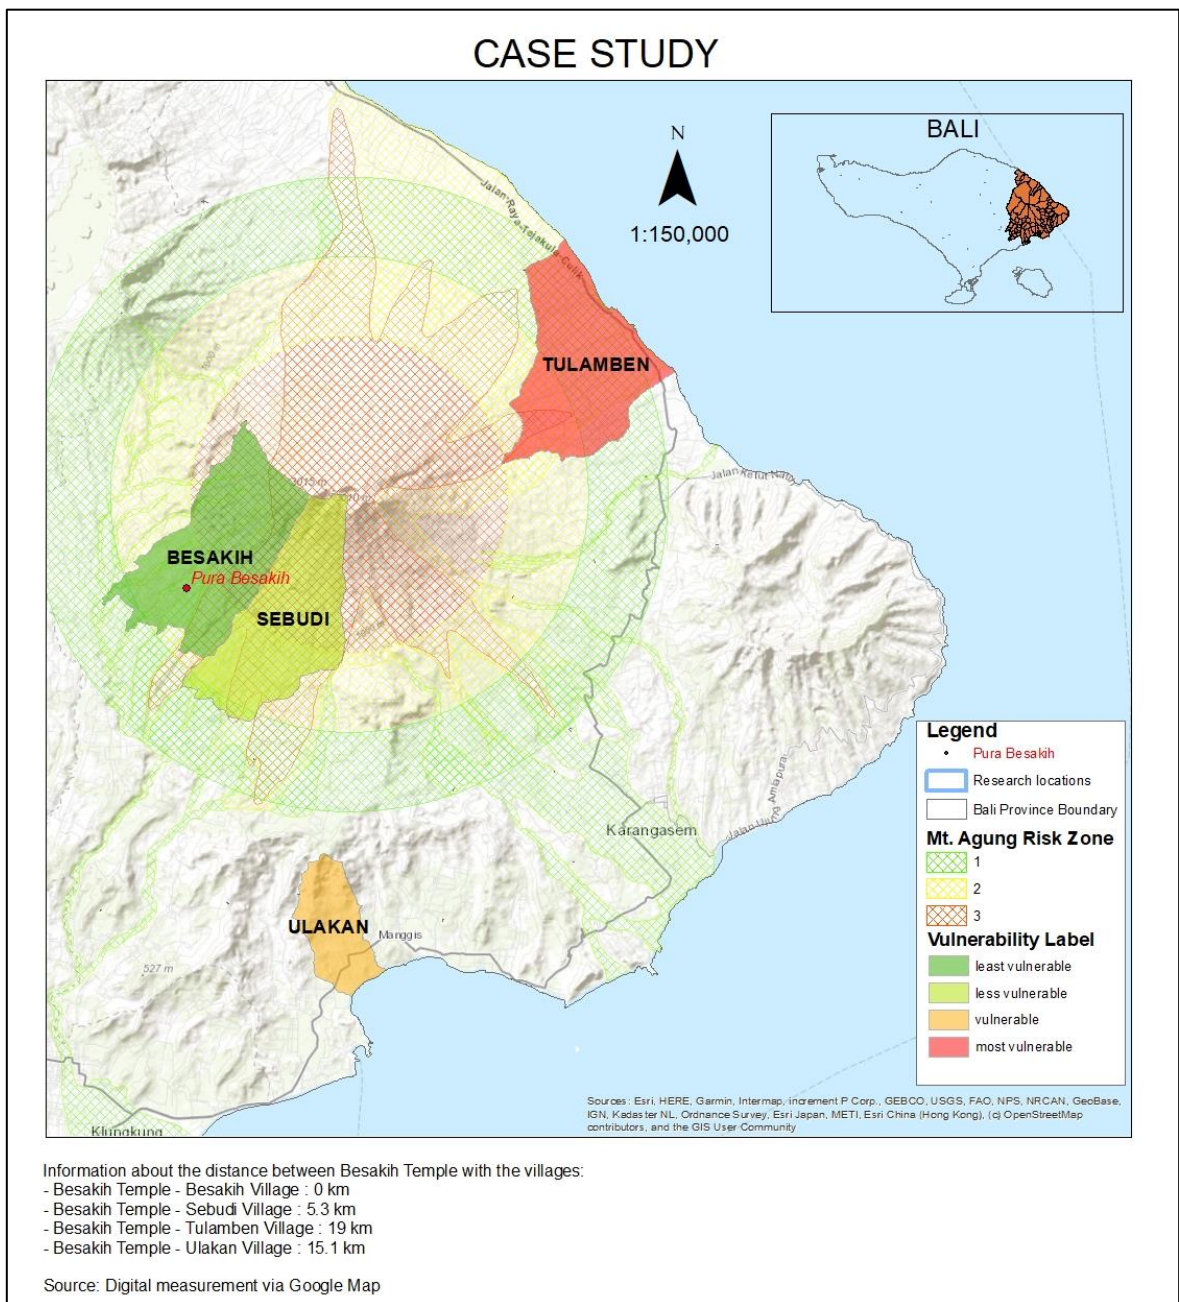 CASE STUDY
N
1:150,000
BALI
Jalan Raya Tejakula-Culik
TULAMBEN
BESAKIH
Pura Besakih
SEBUDI
Karangasem
ULAKAN
Manggis
527 m
Klungkung
Legend
Pura Besakih
Research locations
Bali Province Boundary
Mt. Agung Risk Zone
1
2
3
Vulnerability Label
least vulnerable
less vulnerable
vulnerable
most vulnerable
Sources: Esri, HERE, Garmin, Intermap, increment P Corp., GEBCO, USGS, FAO, NPS, NRCAN, GeoBase,
IGN, Kadaster NL, Ordnance Survey, Esri Japan, METI, Esri China (Hong Kong), (c) OpenStreetMap
contributors, and the GIS User Community
Information about the distance between Besakih Temple with the villages:
- Besakih Temple - Besakih Village : 0 km
- Besakih Temple - Sebudi Village : 5.3 km
- Besakih Temple - Tulamben Village : 19 km
- Besakih Temple - Ulakan Village : 15.1 km
Source: Digital measurement via Google Map